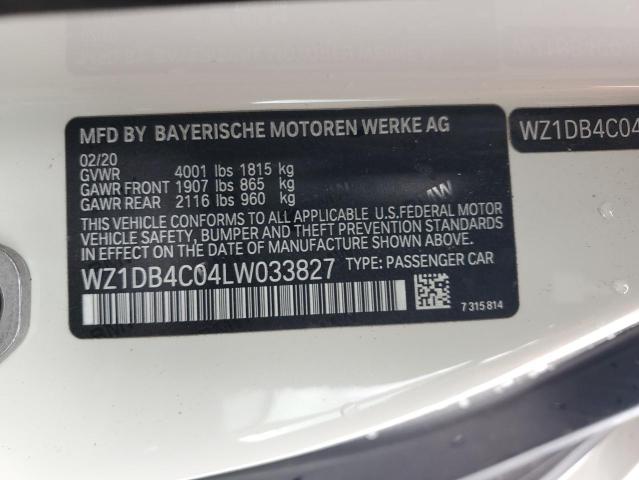 MFD BY BAYERISCHE MOTOREN WERKE AG
02/20
GVWR 4001 lbs 1815 kg
GAWR FRONT 1907 lbs 865 kg
GAWR REAR 2116 lbs 960 kg
THIS VEHICLE CONFORMS TO ALL APPLICABLE U.S.FEDERAL MOTOR
VEHICLE SAFETY, BUMPER, AND THEFT PREVENTION STANDARDS
IN EFFECT ON THE DATE OF MANUFACTURE SHOWN ABOVE.
WZ1DB4C04LW033827 TYPE: PASSENGER CAR
7 315 814
WZ1DB4C04